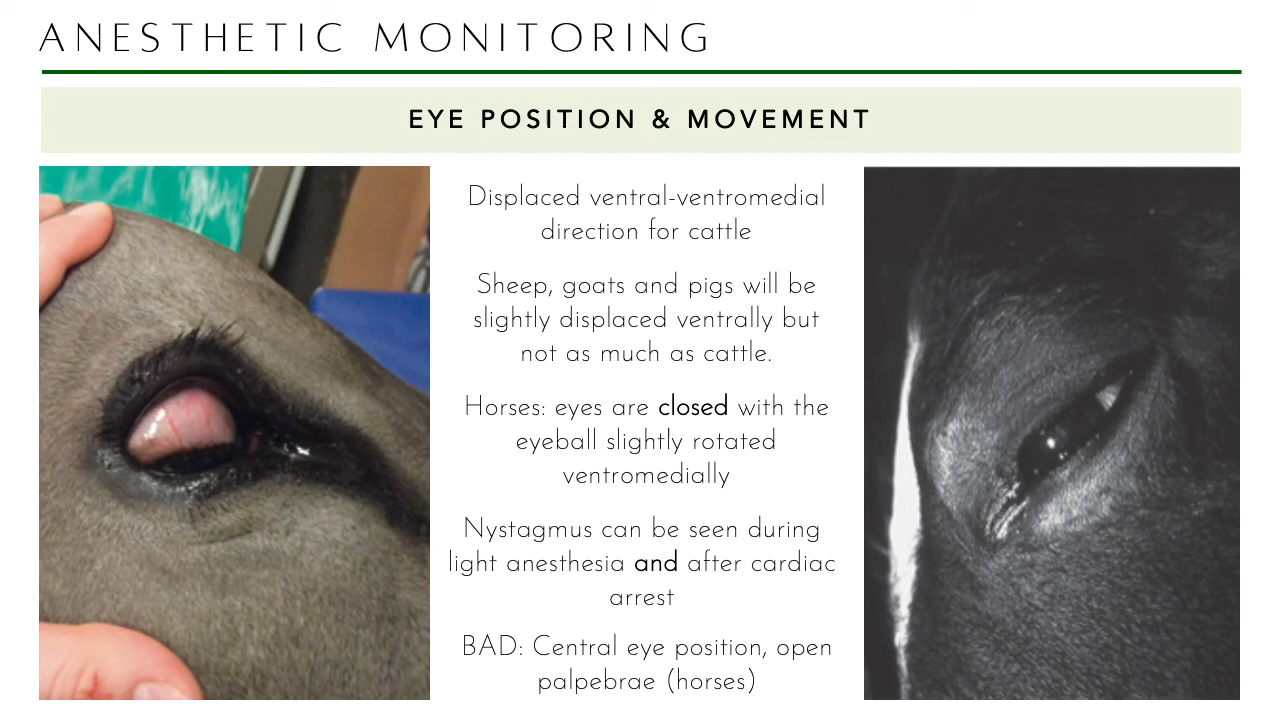 ANESTHETIC MONITORING
EYE POSITION & MOVEMENT
Displaced ventral-ventromedial
direction for cattle
Sheep, goats and pigs will be
slightly displaced ventrally but
not as much as cattle.
Horses: eyes are closed with the
eyeball slightly rotated
ventromedially
Nystagmus can be seen during
light anesthesia and after cardiac
arrest
BAD: Central eye position, open
palpebrae (horses)